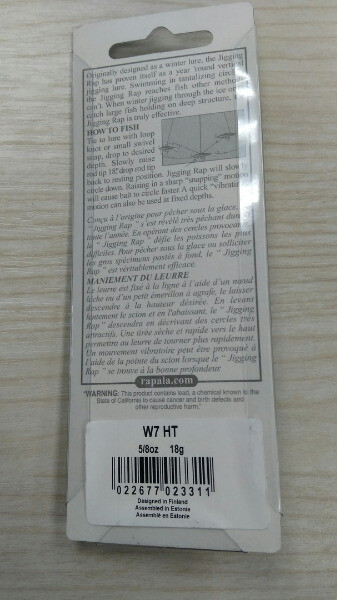 Originally designed as a winter lure, the Jigging
Rap has proven itself as a year 'round vertical
jigging lure. Swimming in tantalizing circles
the Jigging Rap reaches fish other methods
can't. When winter jigging through the ice or
catch large fish holding on deep structure,
Jigging Rap is truly effective.
HOW TO FISH
Tie to lure with loop
knot or small swivel
snap, drop to desired
depth. Slowly raise
rod tip 18", drop rod tip
back to resting position. Jigging Rap will slowly
circle down. Raising in a sharp "snapping" motion
will cause bait to circle faster. A quick "vibrating"
motion can also be used at fixed depths.
Conçu à l'origine pour pêcher sous la glace,
" Jigging Rap " s'est révélé très pêchant durant
toute l'année. En opérant des cercles provocants,
le " Jigging Rap " défie les poissons les plus
difficiles. Pour pêcher sous la glace ou solliciter
les gros spécimens postés à fond, le " Jigging
Rap " est véritablement efficace.
MANIEMENT DU LEURRE
Le leurre est fixé à la ligne à l'aide d'un nœud
lâche ou d'un petit émerillon à agrafe, le laisser
descendre à la hauteur désirée. En levant
lentement le scion et en l'abaissant, le " Jigging
Rap " descendra en décrivant des cercles très
attractifs. Une tirée sèche et rapide vers le haut
permettra au leurre de tourner plus rapidement.
Un mouvement vibratoire peut être provoqué à
l'aide de la pointe du scion lorsque le " Jigging
Rap " se trouve à la bonne profondeur
rapala.com
"WARNING: This product contains lead, a chemical known to the
State of California to cause cancer and birth defects and
other reproductive harm."
W7 HT
5/8oz 18g
022677023311
Designed in Finland
Assembled in Estonia
Assemblé en Estonie